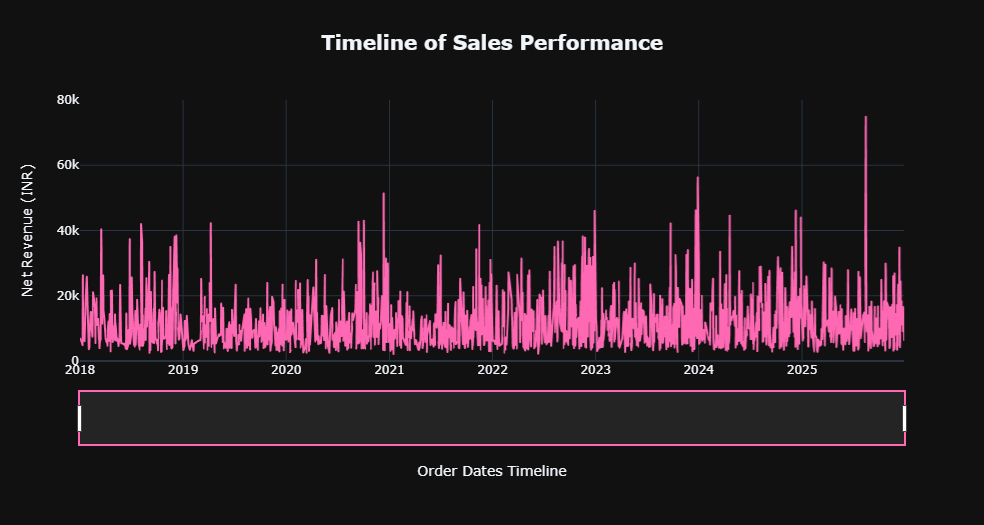 Timeline of Sales Performance
80k
60k
40k
20k
0
Net Revenue (INR)
2018 2019 2020 2021 2022 2023 2024 2025
Order Dates Timeline